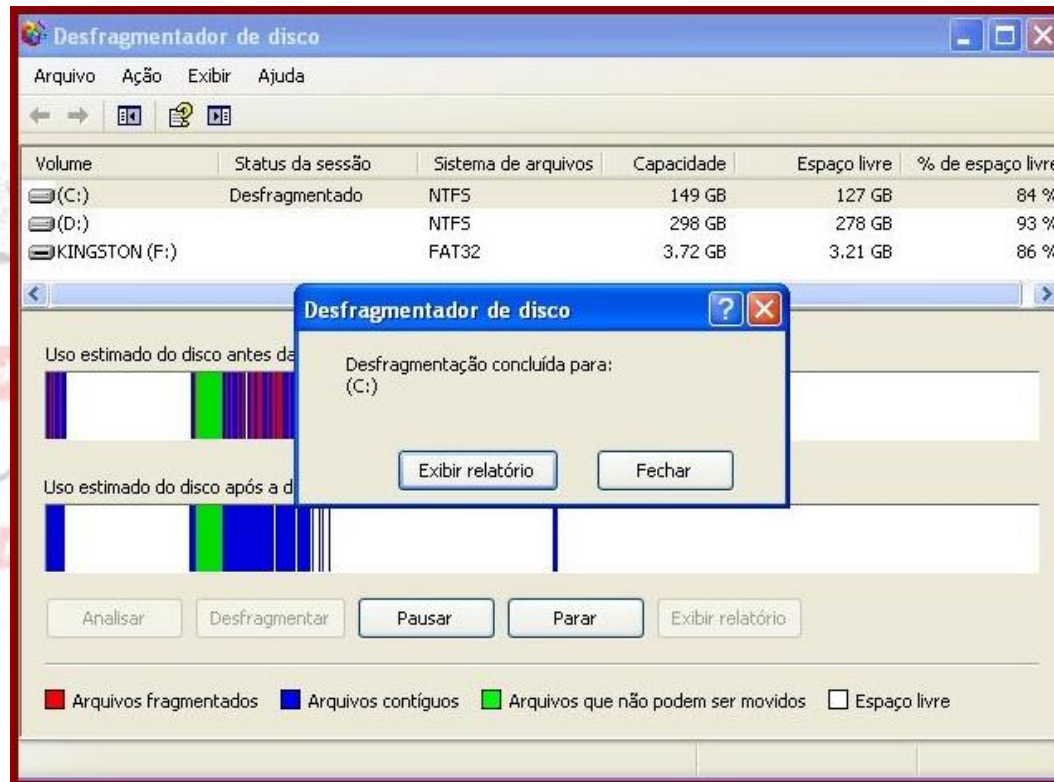 Desfragmentador de disco
Arquivo Ação Exibir Ajuda
Volume Status da sessão Sistema de arquivos Capacidade Espaço livre % de espaço livre
(C:) Desfragmentado NTFS 149 GB 127 GB 84 %
(D:) NTFS 298 GB 278 GB 93 %
KINGSTON (F:) FAT32 3.72 GB 3.21 GB 86 %
Desfragmentador de disco
Desfragmentação concluída para:
(C:)
Exibir relatório Fechar
Uso estimado do disco antes da
Uso estimado do disco após a d
Analisar Desfragmentar Pausar Parar Exibir relatório
Arquivos fragmentados Arquivos contíguos Arquivos que não podem ser movidos Espaço livre